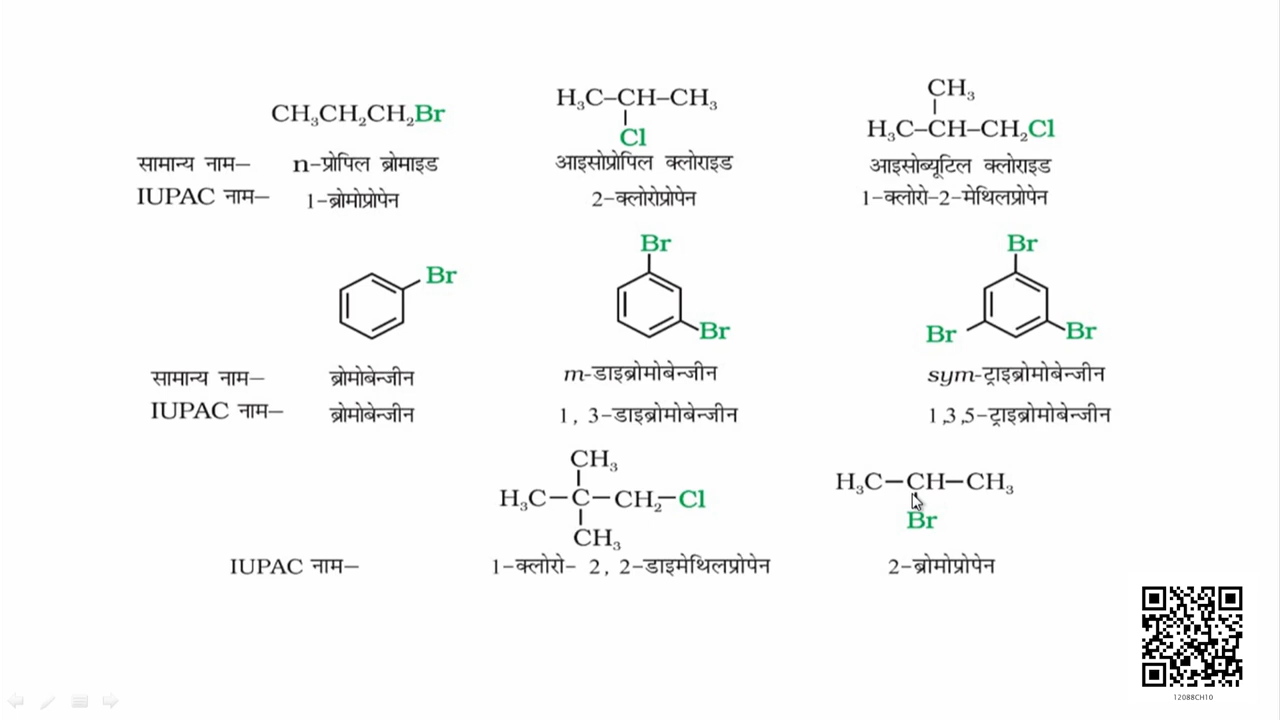 CH₃CH₂CH₂Br
H₃C–CH–CH₃
Cl
CH₃
H₃C–CH–CH₂Cl
सामान्य नाम– n-प्रोपिल ब्रोमाइड आइसोप्रोपिल क्लोराइड आइसोब्यूटिल क्लोराइड
IUPAC नाम– 1-ब्रोमोप्रोपेन 2-क्लोरोप्रोपेन 1-क्लोरो-2-मेथिलप्रोपेन
Br
Br Br
Br Br Br
सामान्य नाम– ब्रोमोबेन्जीन m-डाइब्रोमोबेन्जीन sym-ट्राइब्रोमोबेन्जीन
IUPAC नाम– ब्रोमोबेन्जीन 1, 3-डाइब्रोमोबेन्जीन 1,3,5-ट्राइब्रोमोबेन्जीन
CH₃
H₃C–C–CH₂–Cl
CH₃
H₃C–CH–CH₃
Br
IUPAC नाम– 1-क्लोरो- 2, 2-डाइमेथिलप्रोपेन 2-ब्रोमोप्रोपेन
12088CH10